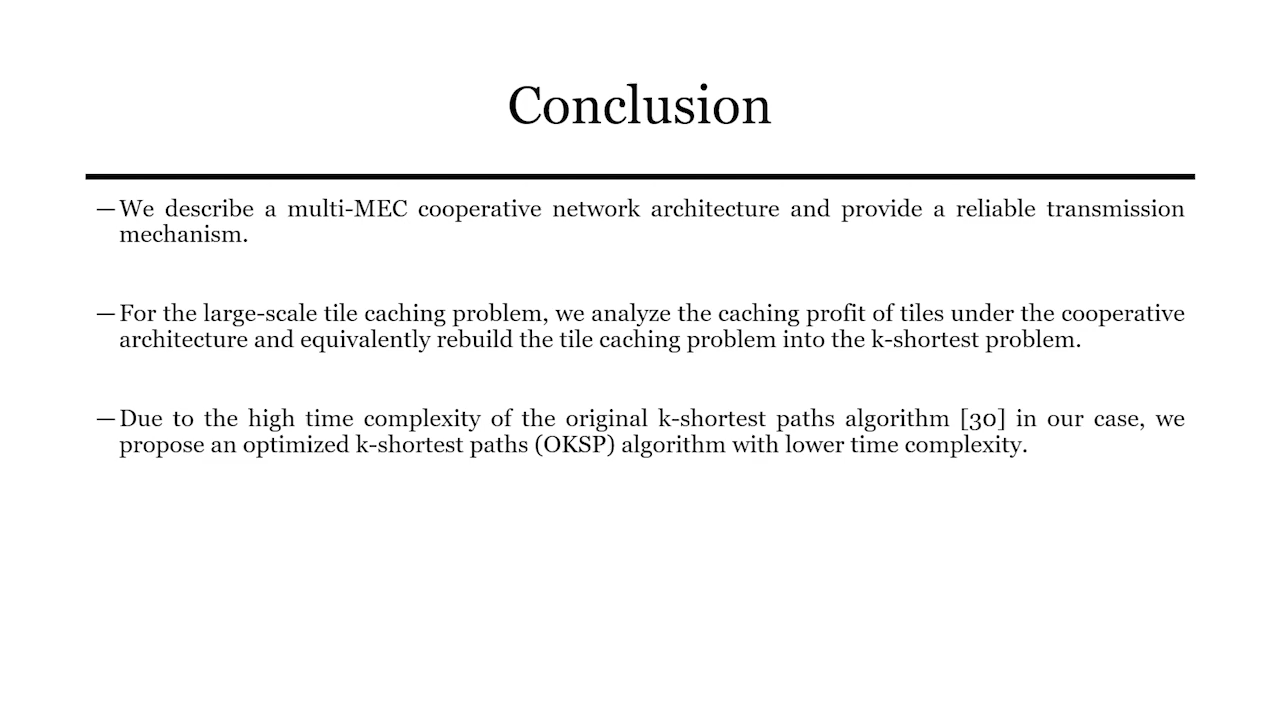 Conclusion
—We describe a multi-MEC cooperative network architecture and provide a reliable transmission
mechanism.
—For the large-scale tile caching problem, we analyze the caching profit of tiles under the cooperative
architecture and equivalently rebuild the tile caching problem into the k-shortest problem.
—Due to the high time complexity of the original k-shortest paths algorithm [30] in our case, we
propose an optimized k-shortest paths (OKSP) algorithm with lower time complexity.